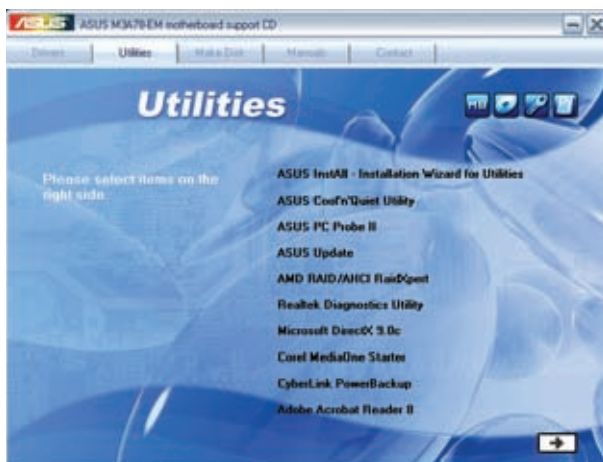 ASUS M3A78-EM motherboard support CD
Drivers Utilities Make Disk Manuals Contact
Utilities
Please select items on the
right side.
ASUS InstAll - Installation Wizard for Utilities
ASUS Cool'n'Quiet Utility
ASUS PC Probe II
ASUS Update
AMD RAID/AHCI RaidXpert
Realtek Diagnostics Utility
Microsoft DirectX 9.0c
Corel MediaOne Starter
CyberLink PowerBackup
Adobe Acrobat Reader 8